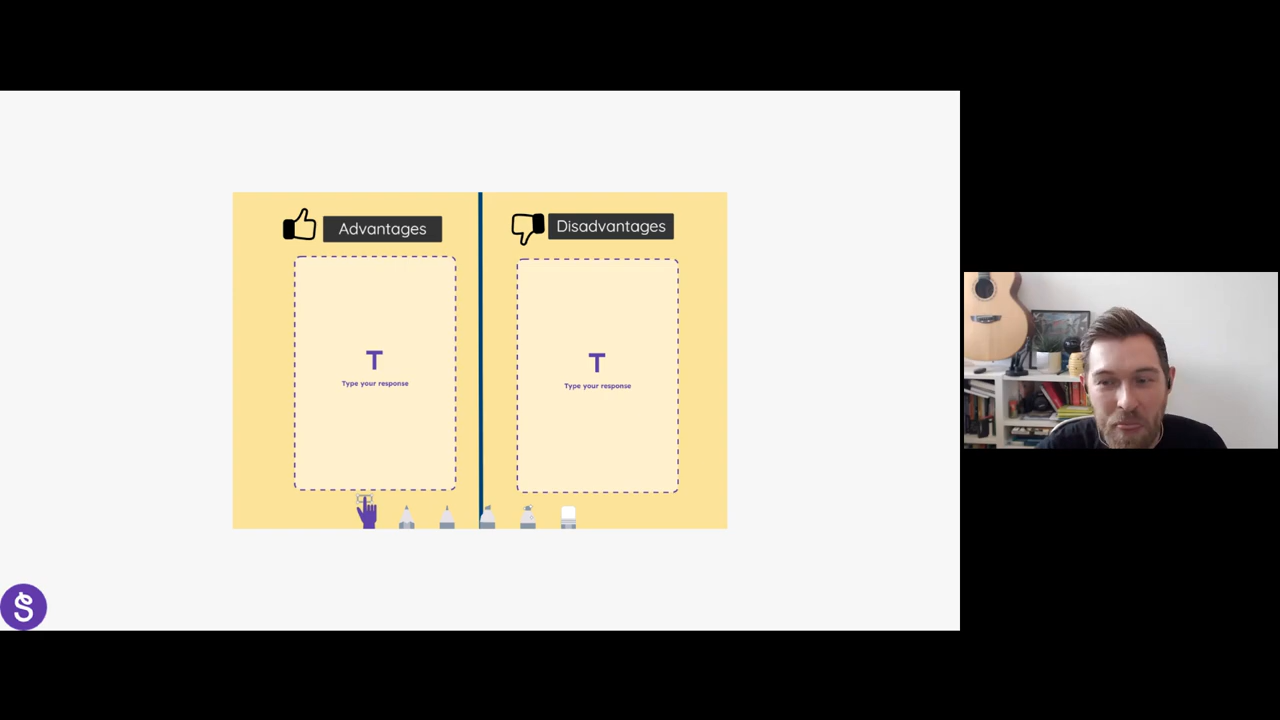 Advantages
Disadvantages
T
Type your response
T
Type your response
S